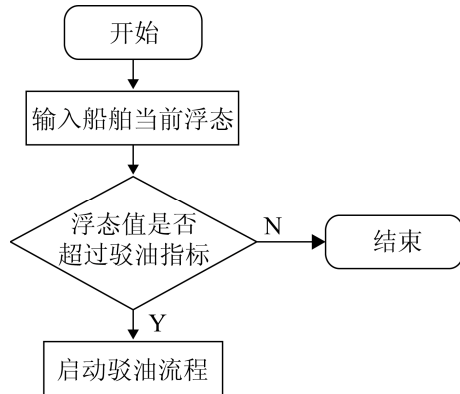 开始
输入船舶当前浮态
浮态值是否
超过驳油指标
N
结束
Y
启动驳油流程